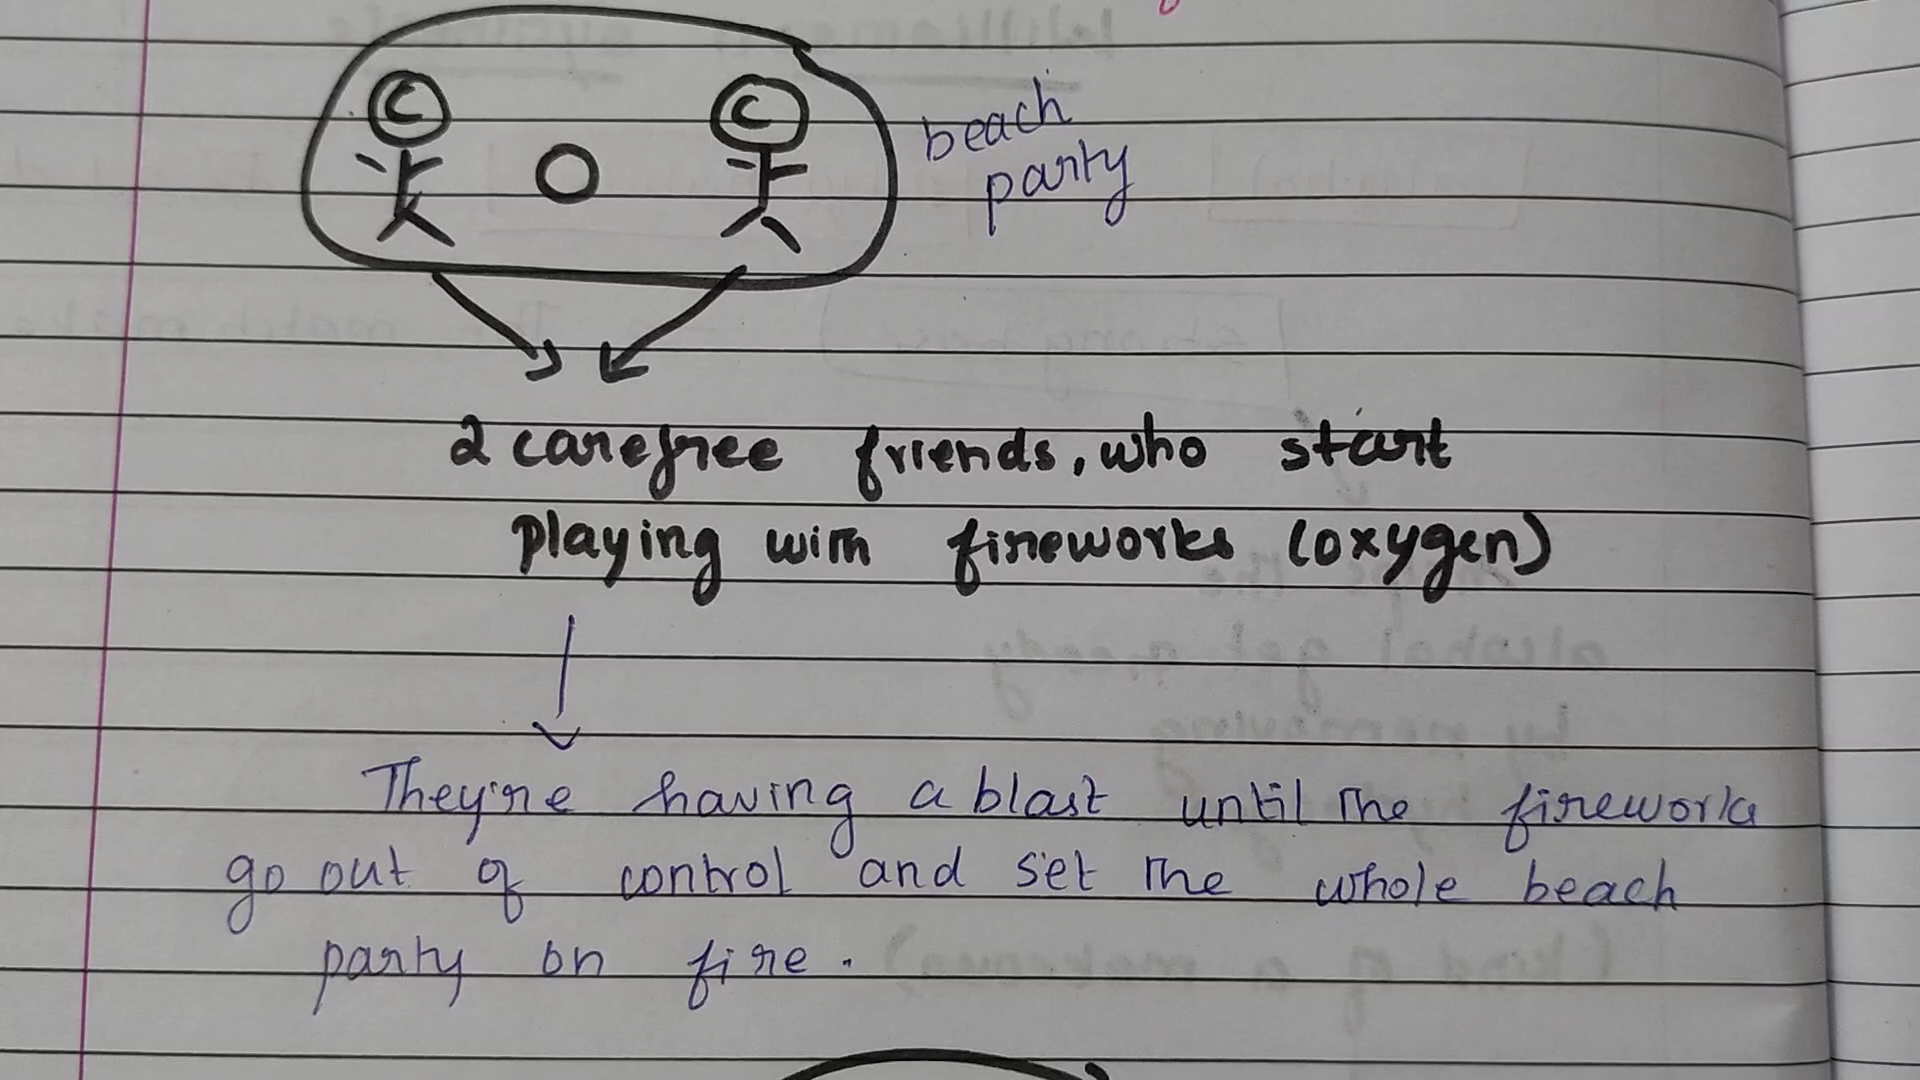 C C
beach
party
2 carefree friends, who start
playing with fireworks (oxygen)
They're having a blast until the fireworks
go out of control and set the whole beach
party on fire.